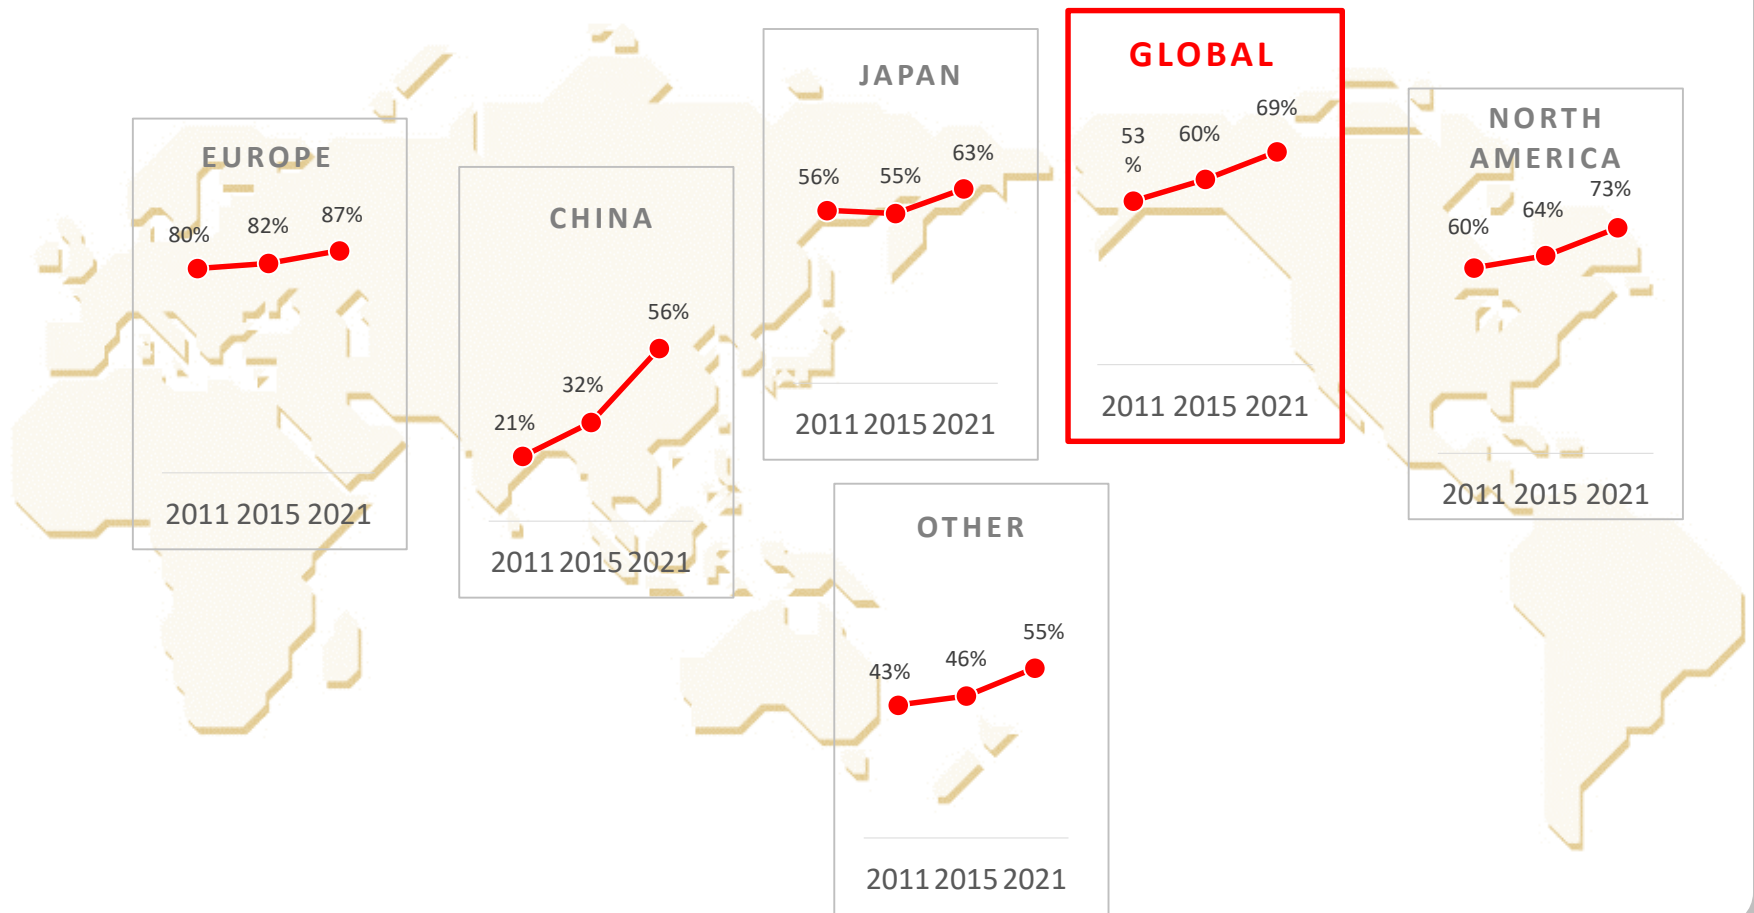 EUROPE
80% 82% 87%
2011 2015 2021
CHINA
21% 32% 56%
2011 2015 2021
JAPAN
56% 55% 63%
2011 2015 2021
GLOBAL
53
%
60% 69%
2011 2015 2021
NORTH
AMERICA
60% 64% 73%
2011 2015 2021
OTHER
43% 46% 55%
2011 2015 2021